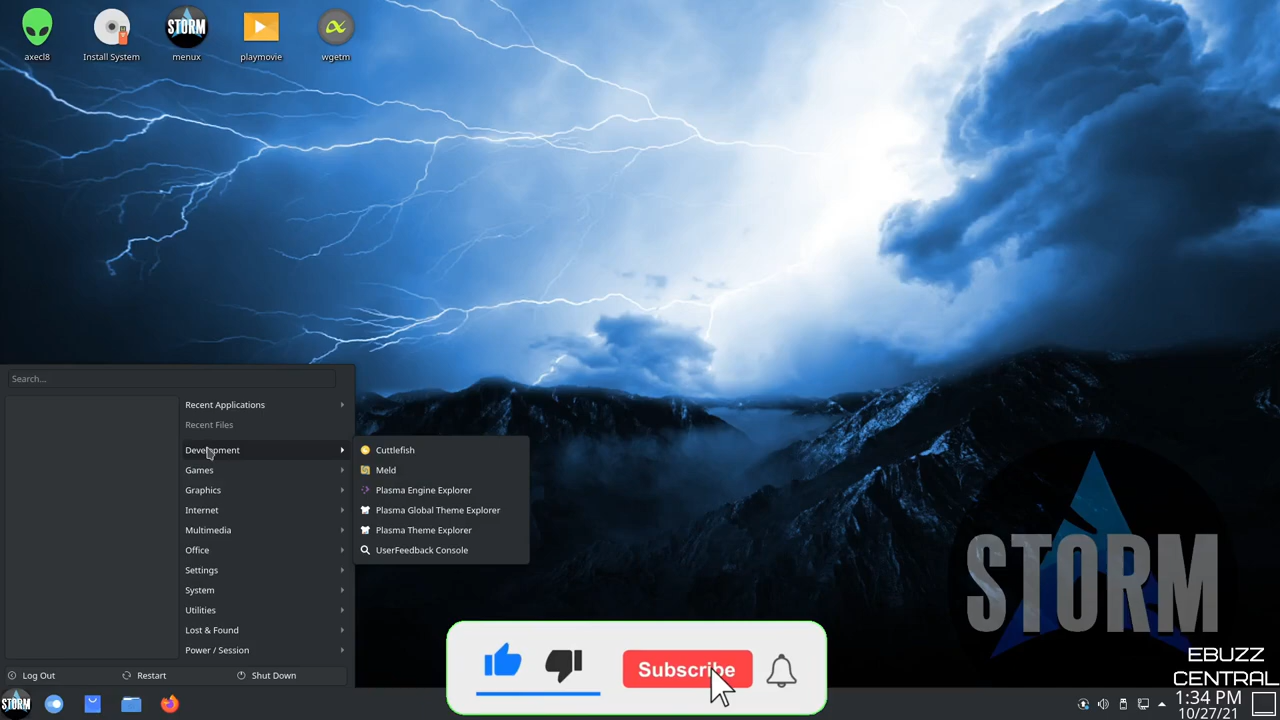 STORM
axecl8
Install System
menux
playmovie
wgetm
Search...
Recent Applications
Recent Files
Development
Games
Graphics
Internet
Multimedia
Office
Settings
System
Utilities
Lost & Found
Power / Session
Cuttlefish
Meld
Plasma Engine Explorer
Plasma Global Theme Explorer
Plasma Theme Explorer
UserFeedback Console
Log Out
Restart
Shut Down
STORM
Subscribe
STORM
EBUZZ
CENTRAL
1:34 PM
10/27/21